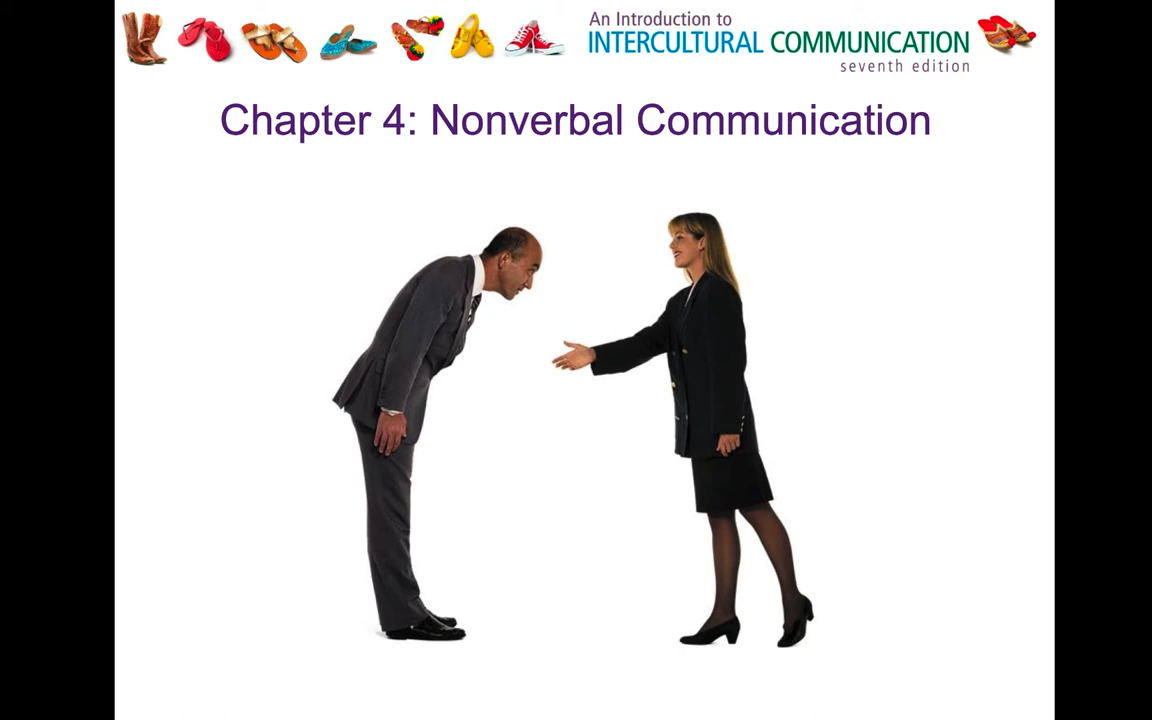 An Introduction to
INTERCULTURAL COMMUNICATION
seventh edition
Chapter 4: Nonverbal Communication